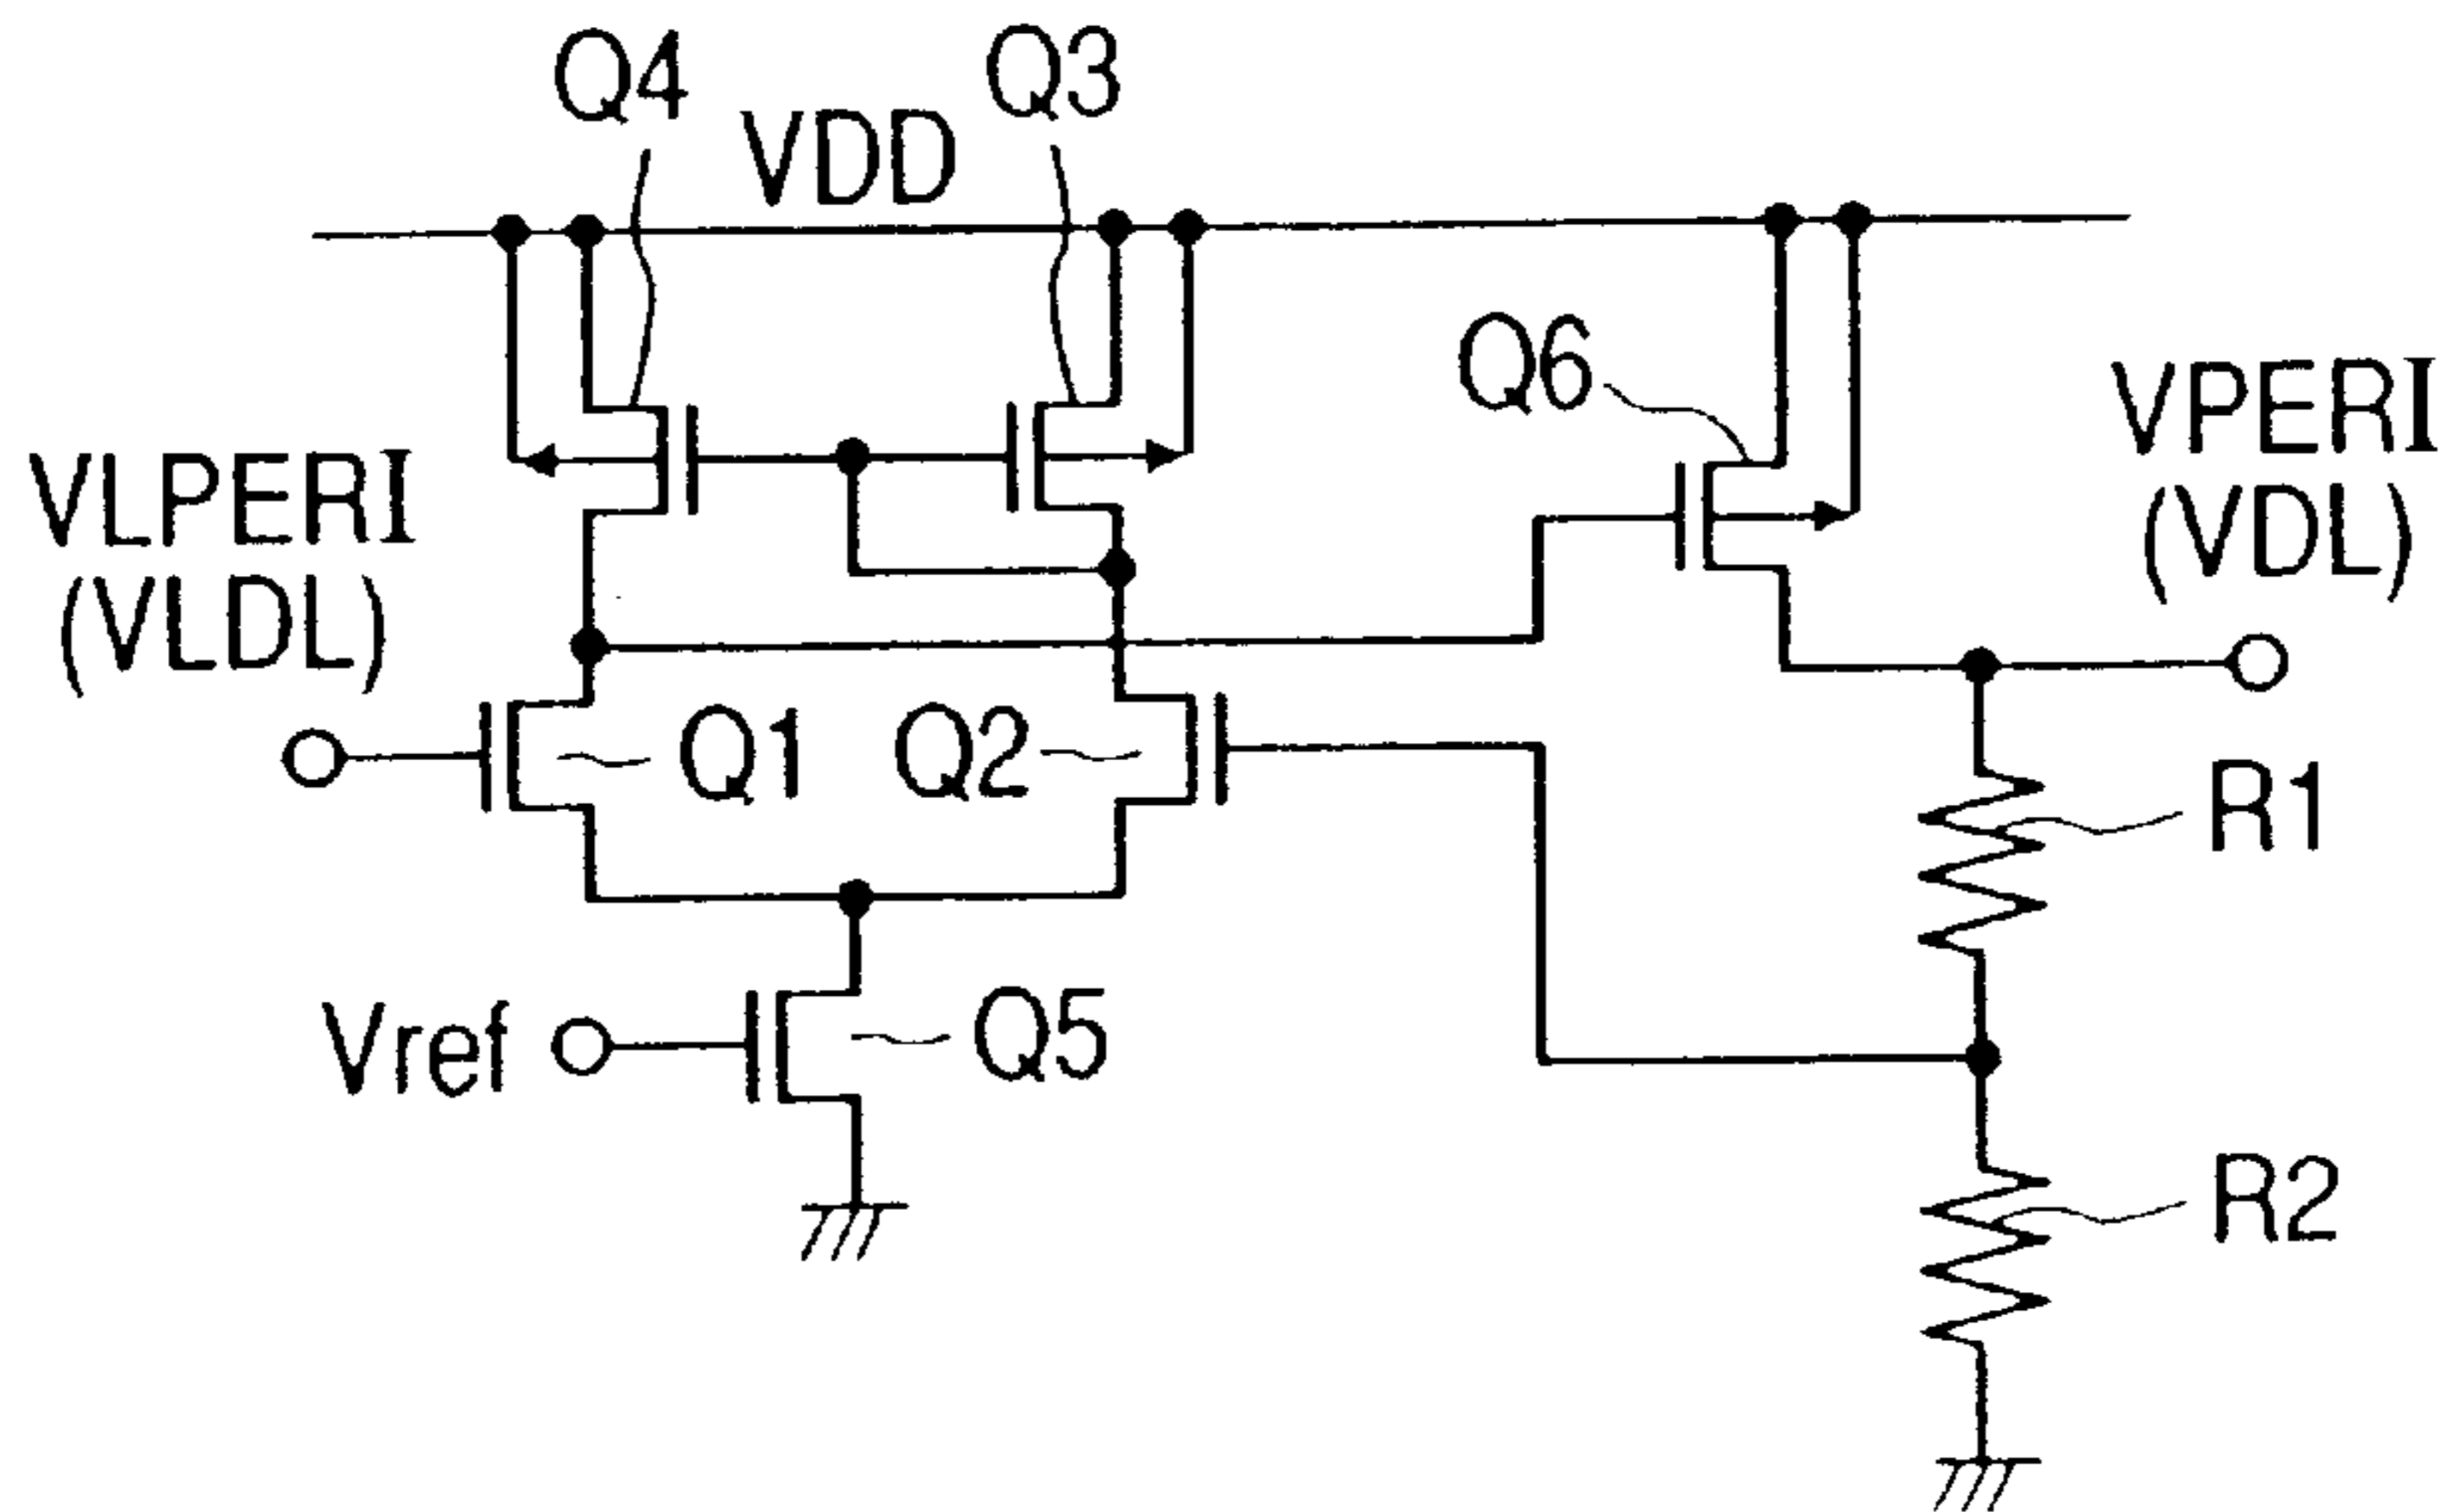 Q4
Q3
VDD
Q6
VPERI
(VDL)
VLPERI
(VLDL)
Q1
Q2
R1
Vref
Q5
R2